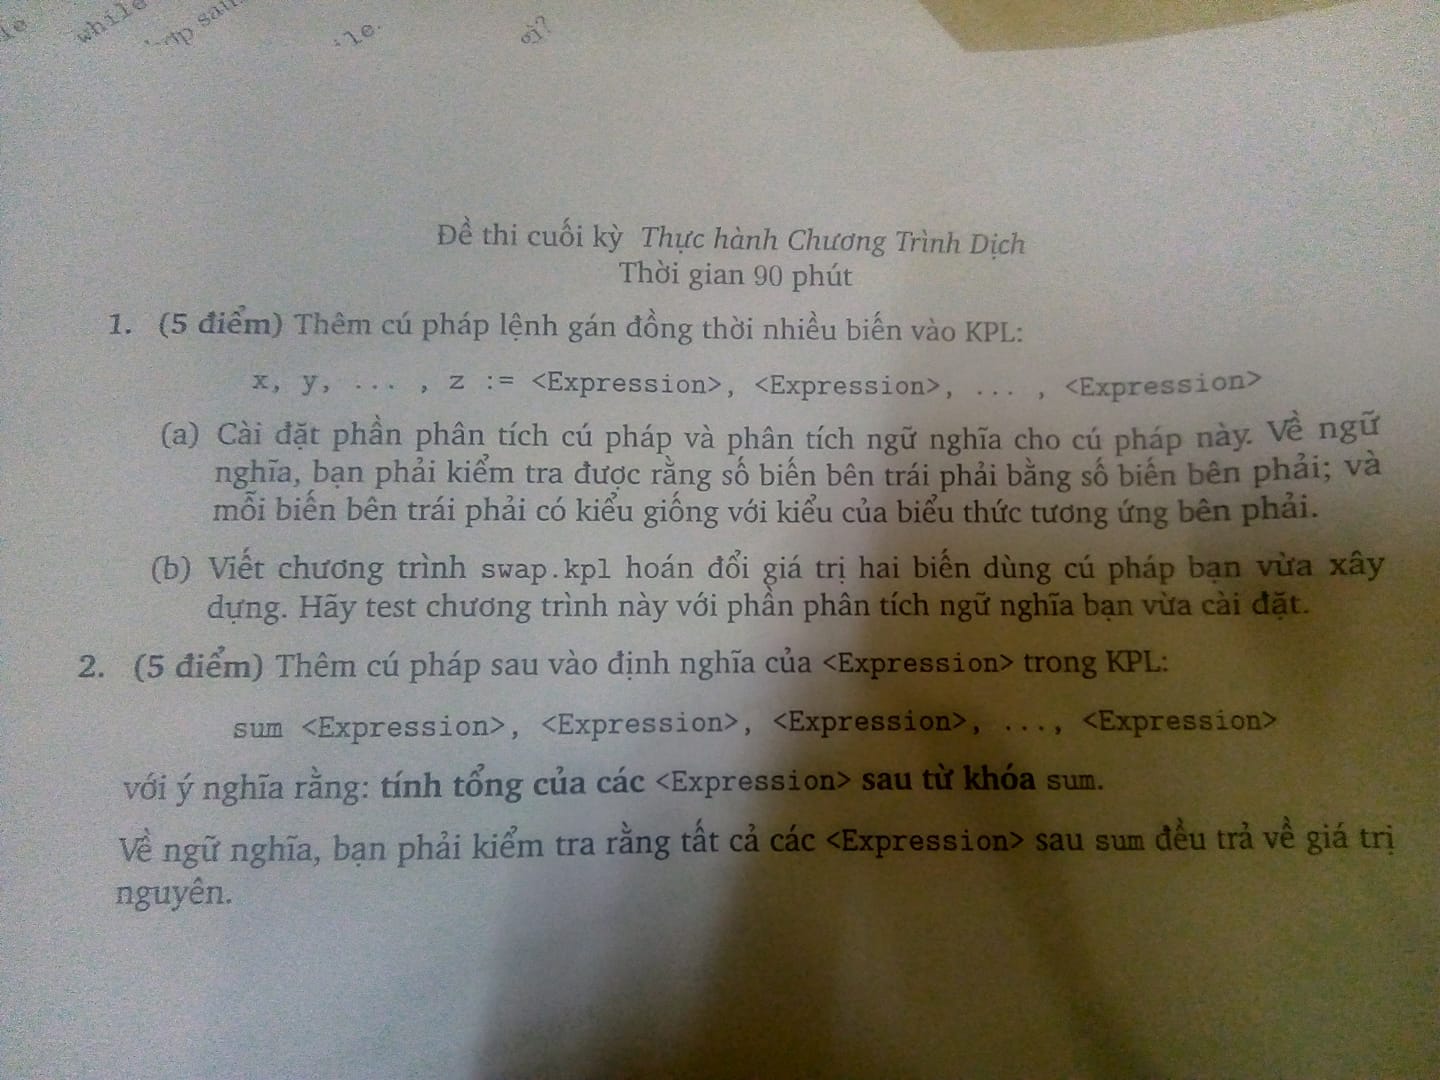 while
Đề thi cuối kỳ Thực hành Chương Trình Dịch
Thời gian 90 phút
1. (5 điểm) Thêm cú pháp lệnh gán đồng thời nhiều biến vào KPL:
x, y, ... , z := <Expression>, <Expression>, ... , <Expression>
(a) Cài đặt phần phân tích cú pháp và phân tích ngữ nghĩa cho cú pháp này. Về ngữ
nghĩa, bạn phải kiểm tra được rằng số biến bên trái phải bằng số biến bên phải; và
mỗi biến bên trái phải có kiểu giống với kiểu của biểu thức tương ứng bên phải.
(b) Viết chương trình swap.kpl hoán đổi giá trị hai biến dùng cú pháp bạn vừa xây
dựng. Hãy test chương trình này với phần phân tích ngữ nghĩa bạn vừa cài đặt.
2. (5 điểm) Thêm cú pháp sau vào định nghĩa của <Expression> trong KPL:
sum <Expression>, <Expression>, <Expression>, ..., <Expression>
với ý nghĩa rằng: tính tổng của các <Expression> sau từ khóa sum.
Về ngữ nghĩa, bạn phải kiểm tra rằng tất cả các <Expression> sau sum đều trả về giá trị
nguyên.